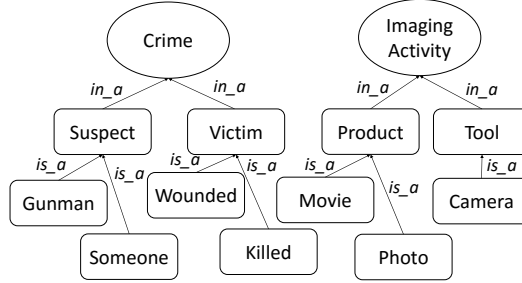 Crime
Imaging
Activity
in_a
in_a
in_a
in_a
Suspect
Victim
Product
Tool
is_a
is_a
is_a
is_a
is_a
is_a
is_a
Gunman
Wounded
Movie
Camera
Someone
Killed
Photo